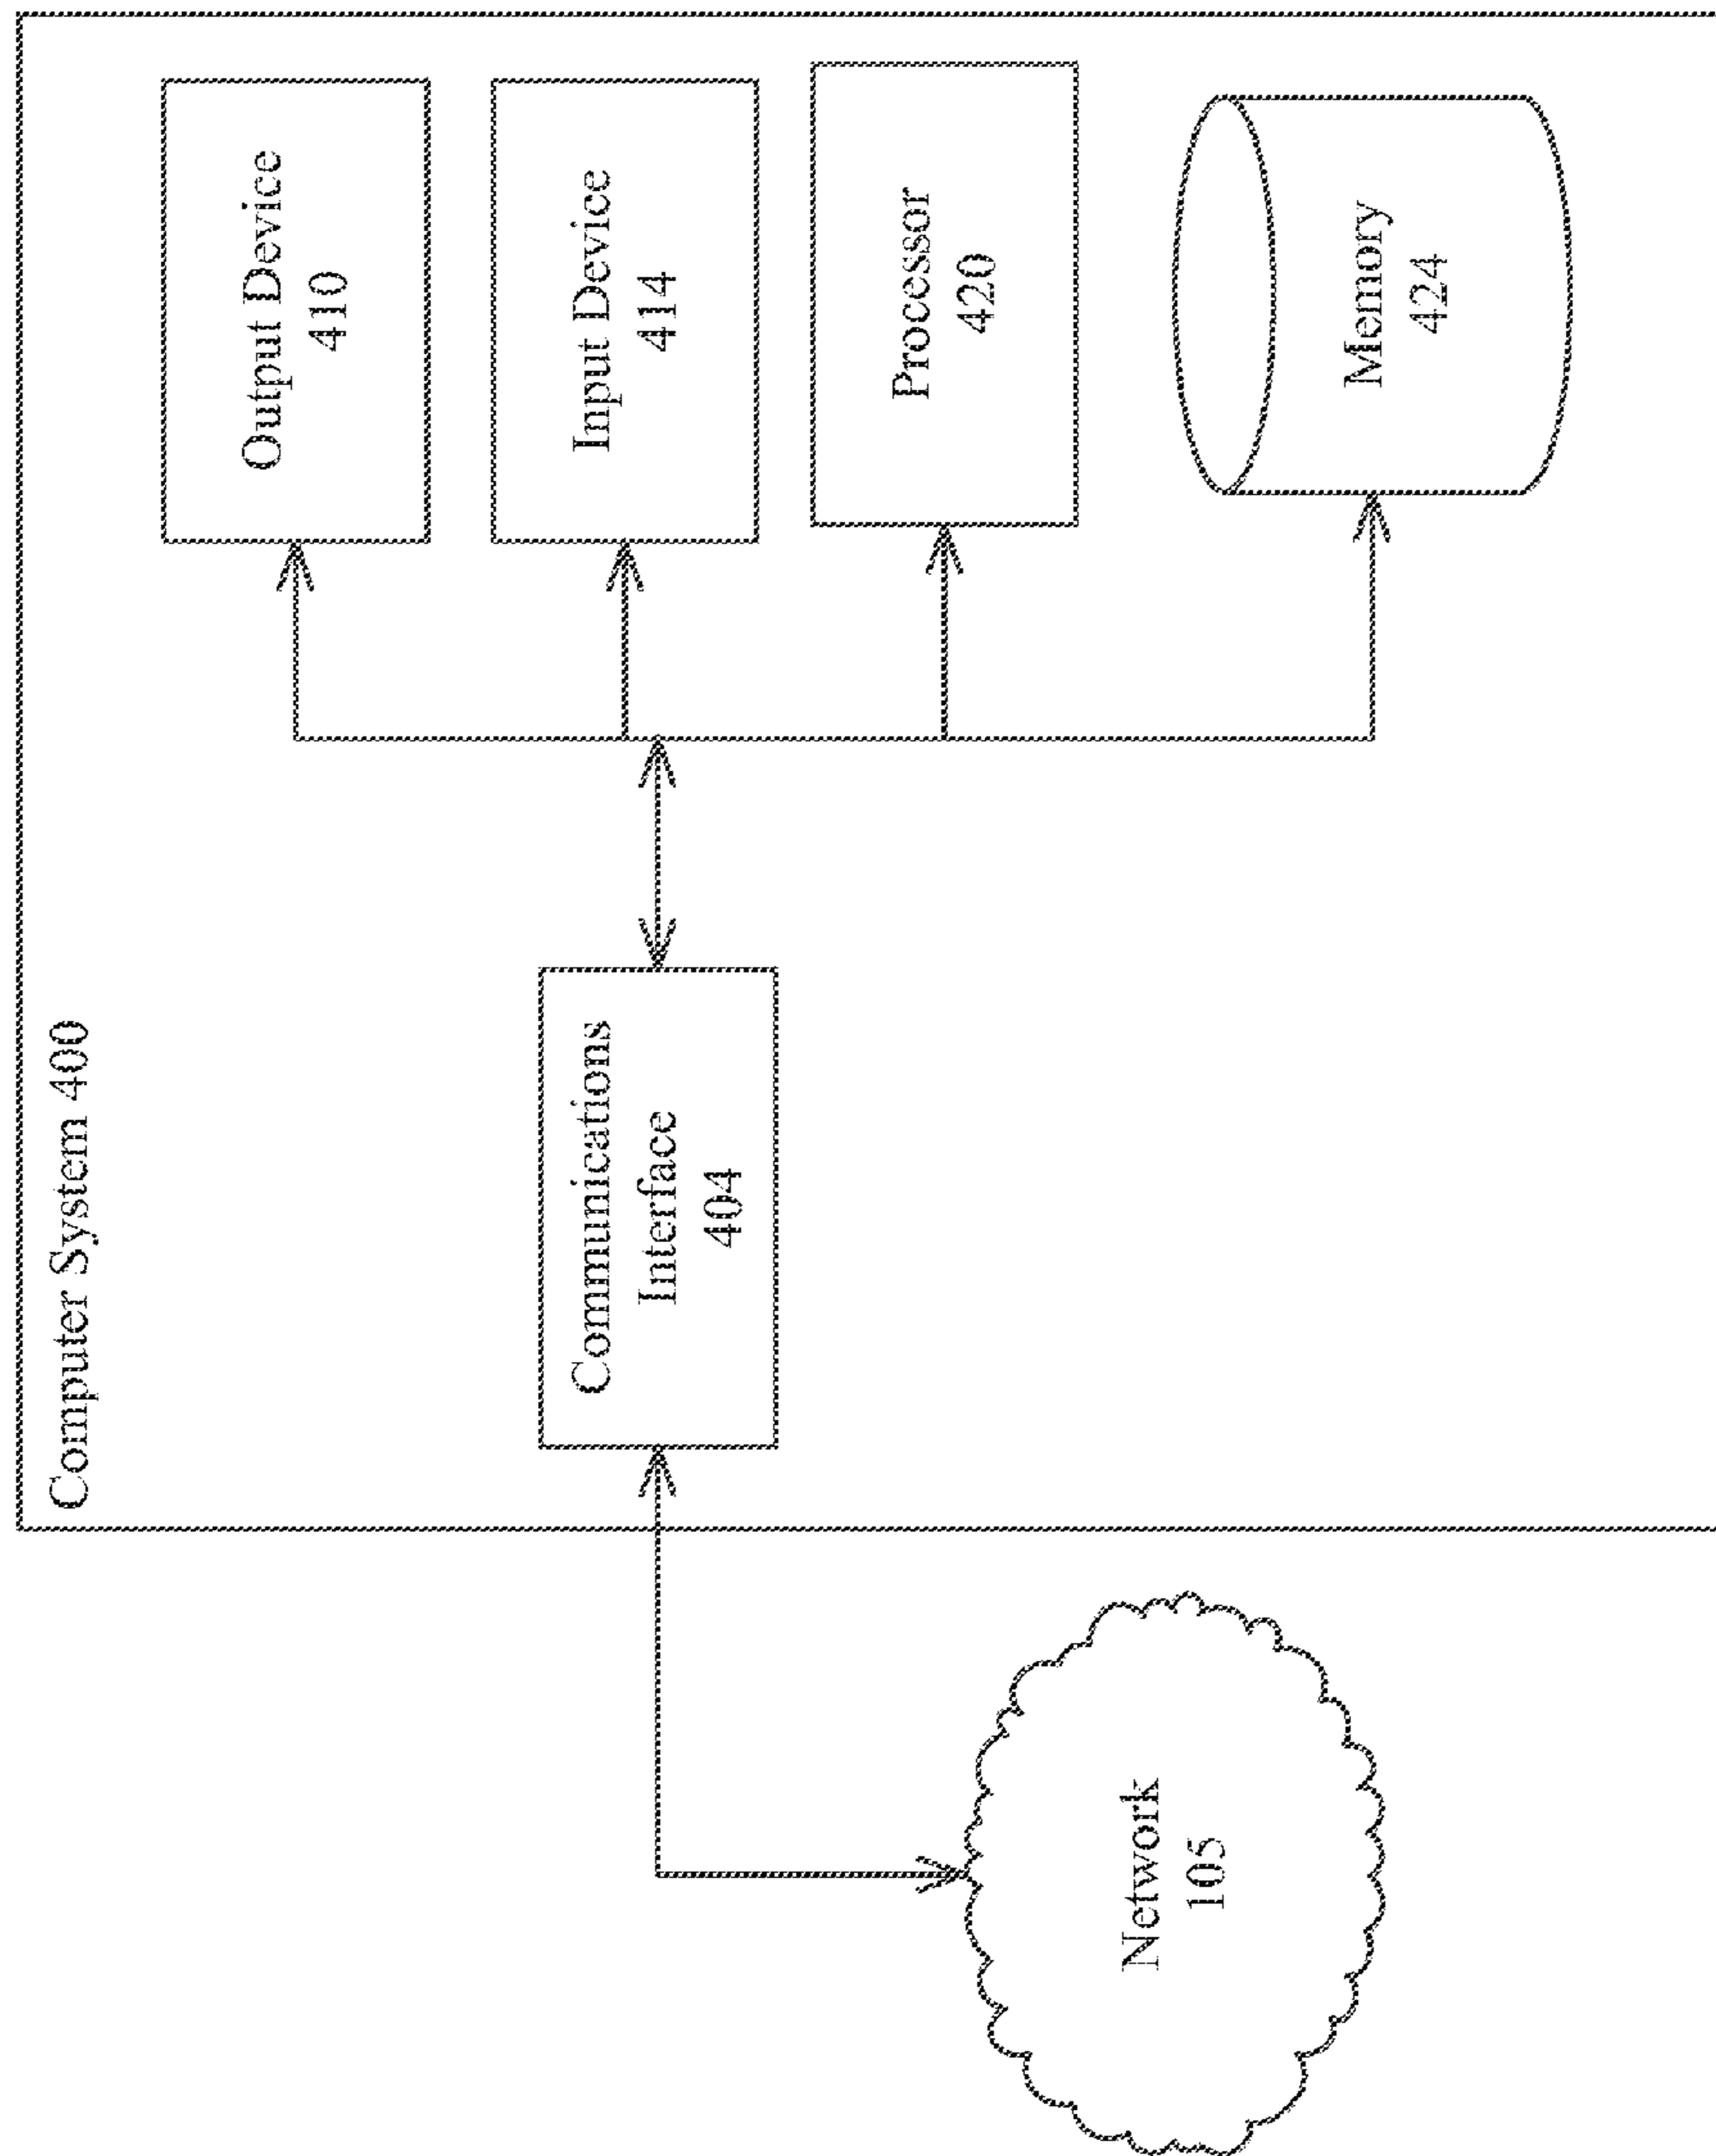 Computer System 400
Output Device
410
Input Device
414
Communications
Interface
404
Processor
420
Memory
424
Network
105